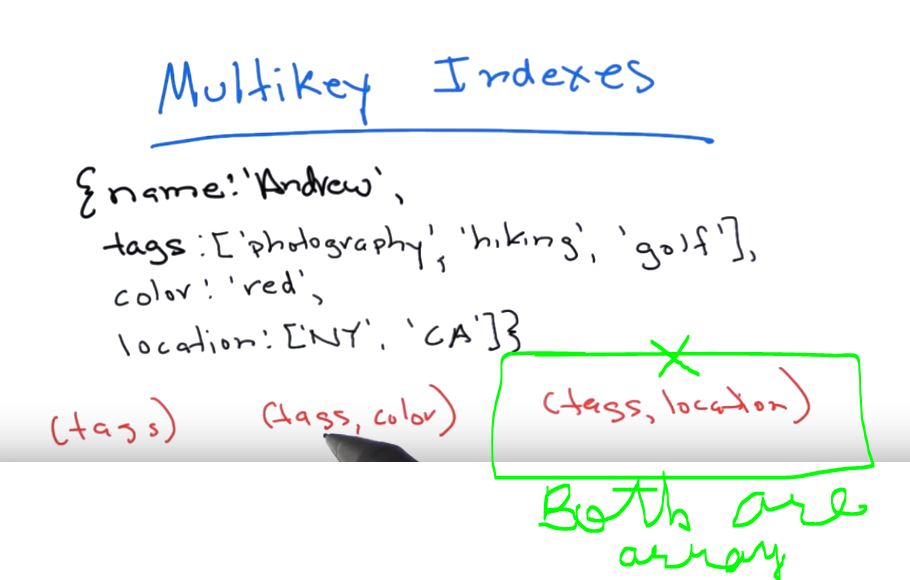 Multikey Indexes
{name:'Andrew',
tags:['photography', 'hiking', 'golf'],
color:'red',
location:['NY', 'CA']}
(tags) (tags, color) (tags, location)
Both are
array